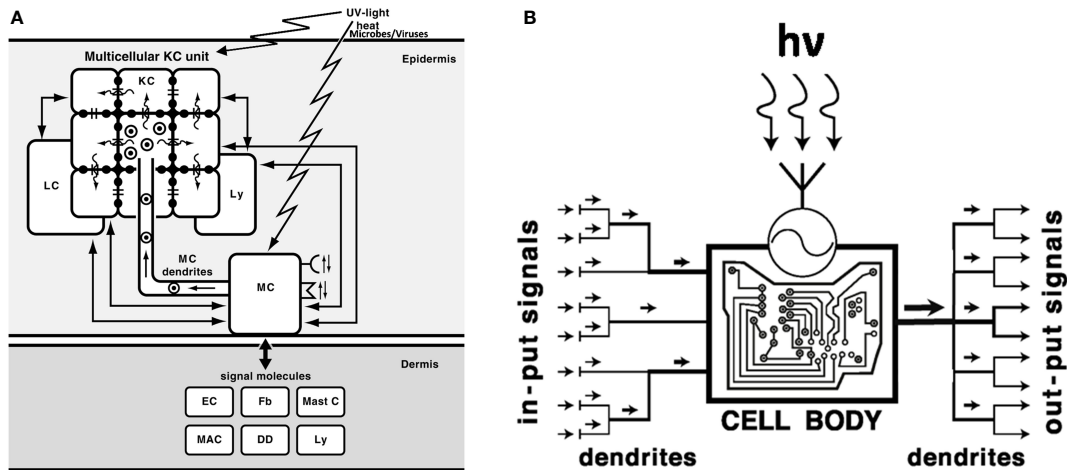 A
UV-light
heat
Microbes/Viruses
Multicellular KC unit
Epidermis
KC
LC
Ly
MC
dendrites
MC
Dermis
signal molecules
EC
Fb
Mast C
MAC
DD
Ly
B
hν
in-put signals
out-put signals
CELL BODY
dendrites
dendrites